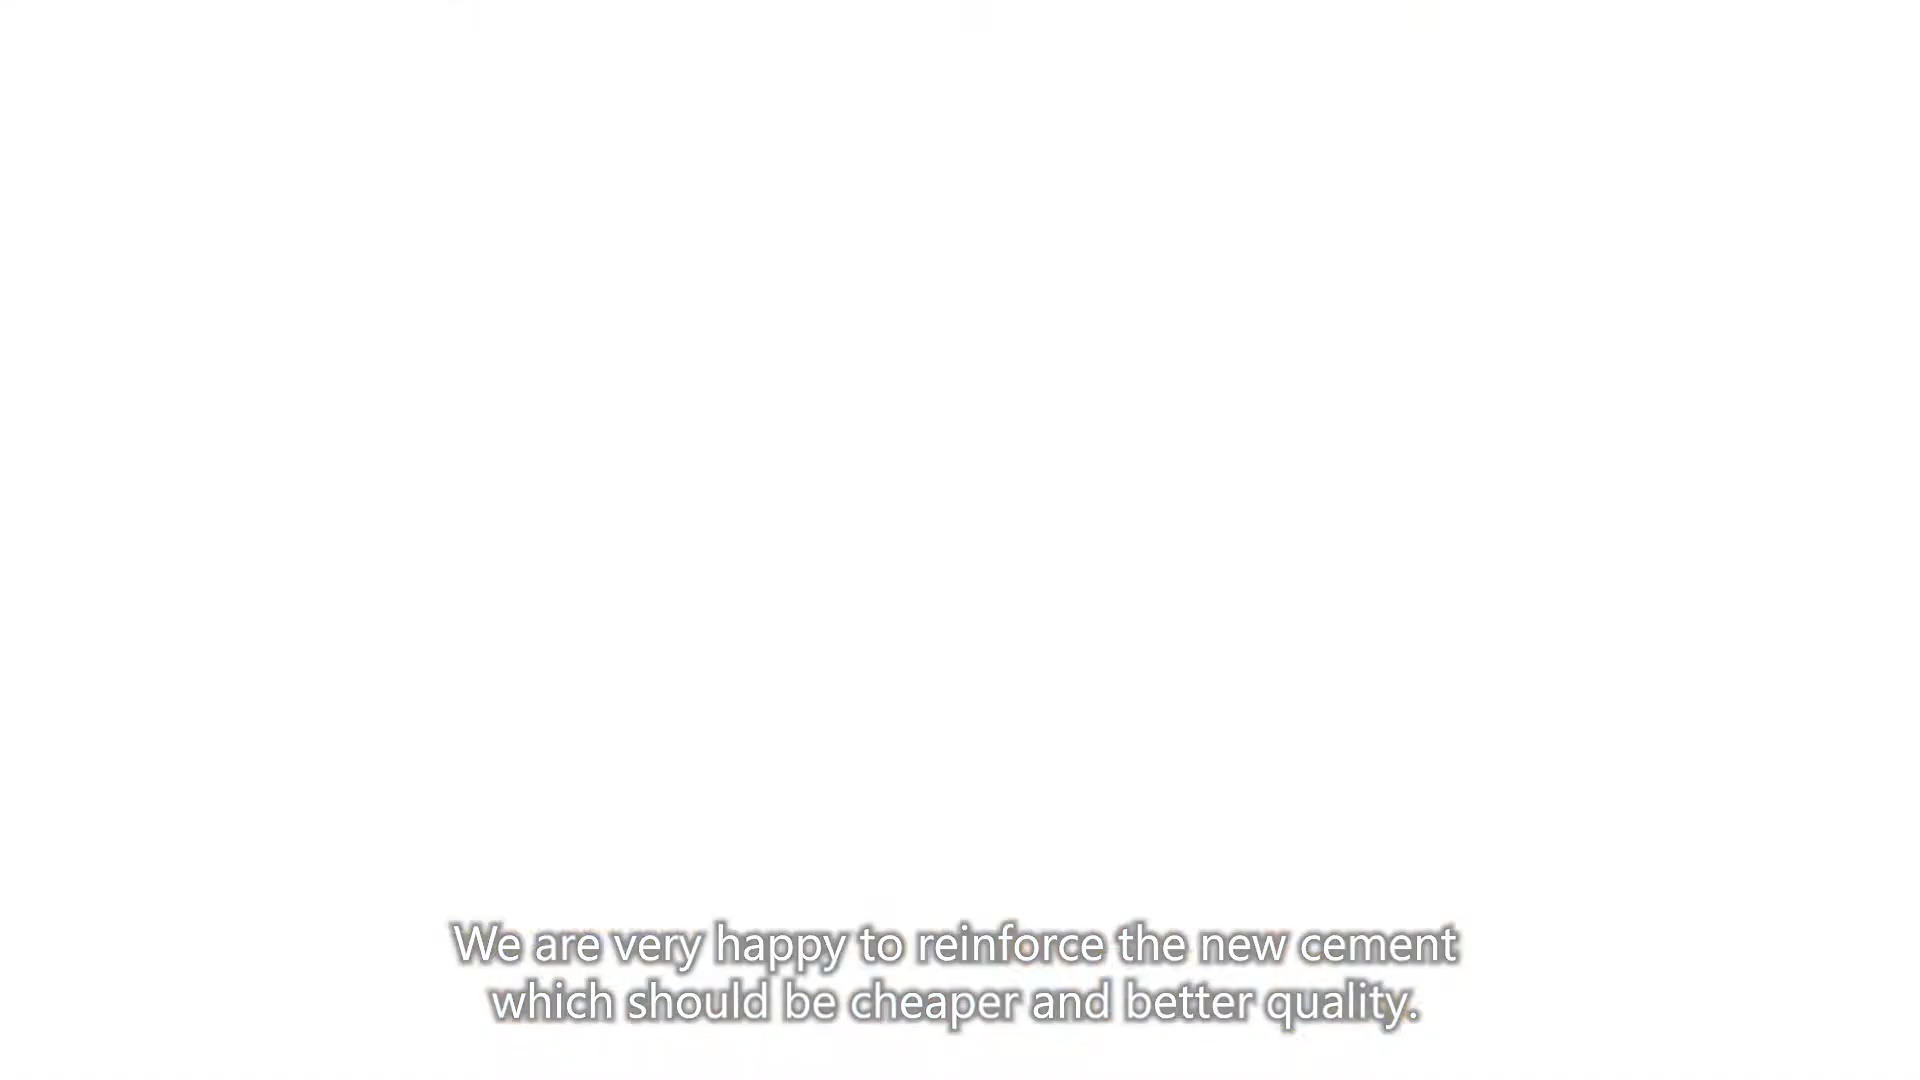 We are very happy to reinforce the new cement
which should be cheaper and better quality.